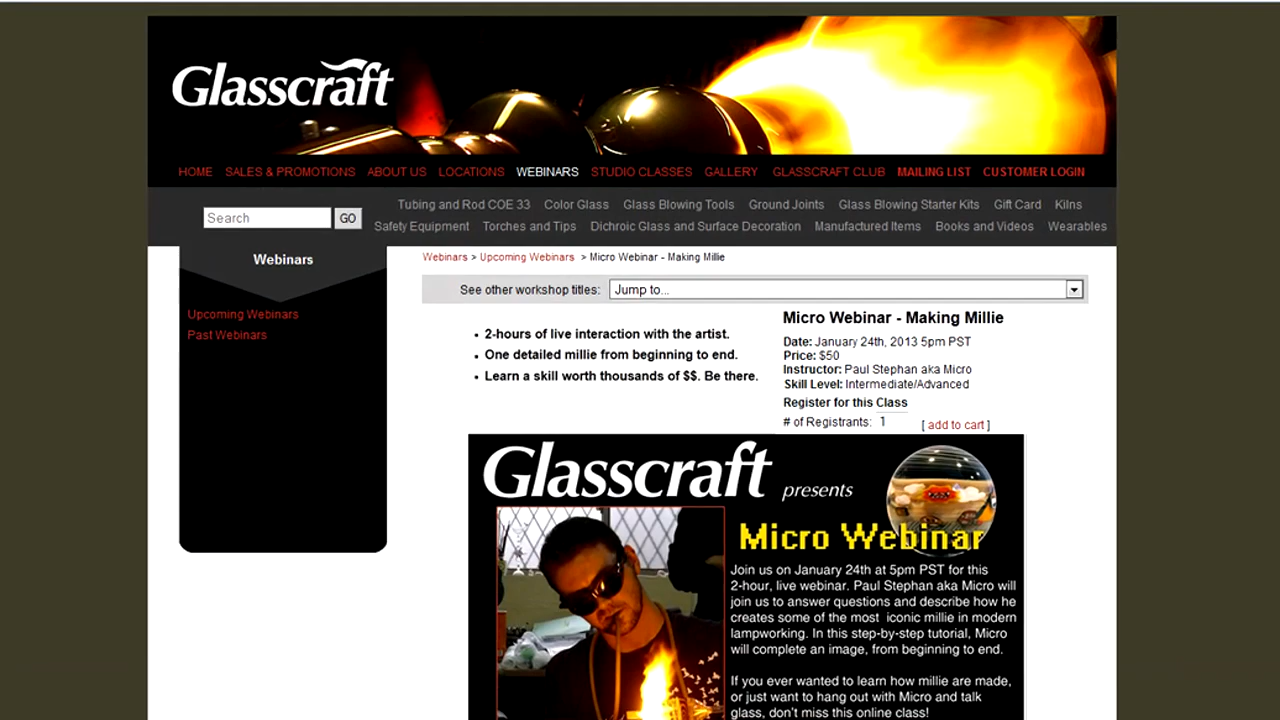 Glasscraft
HOME SALES & PROMOTIONS ABOUT US LOCATIONS WEBINARS STUDIO CLASSES GALLERY GLASSCRAFT CLUB MAILING LIST CUSTOMER LOGIN
Search GO
Tubing and Rod COE 33 Color Glass Glass Blowing Tools Ground Joints Glass Blowing Starter Kits Gift Card Kilns
Safety Equipment Torches and Tips Dichroic Glass and Surface Decoration Manufactured Items Books and Videos Wearables
Webinars
Upcoming Webinars
Past Webinars
Webinars > Upcoming Webinars > Micro Webinar - Making Millie
See other workshop titles: Jump to...
• 2-hours of live interaction with the artist.
• One detailed millie from beginning to end.
• Learn a skill worth thousands of $$. Be there.
Micro Webinar - Making Millie
Date: January 24th, 2013 5pm PST
Price: $50
Instructor: Paul Stephan aka Micro
Skill Level: Intermediate/Advanced
Register for this Class
# of Registrants: 1 [ add to cart ]
Glasscraft presents
Micro Webinar
Join us on January 24th at 5pm PST for this
2-hour, live webinar. Paul Stephan aka Micro will
join us to answer questions and describe how he
creates some of the most iconic millie in modern
lampworking. In this step-by-step tutorial, Micro
will complete an image, from beginning to end.
If you ever wanted to learn how millie are made,
or just want to hang out with Micro and talk
glass, don't miss this online class!